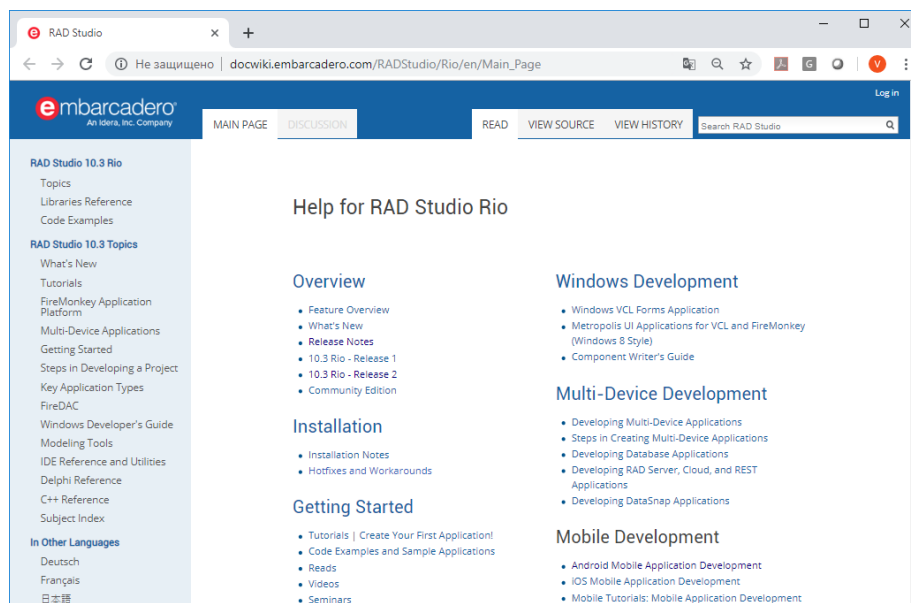 RAD Studio
Не защищено | docwiki.embarcadero.com/RADStudio/Rio/en/Main_Page
G
V
Log in
embarcadero®
An Idera, Inc. Company
MAIN PAGE
DISCUSSION
READ
VIEW SOURCE
VIEW HISTORY
Search RAD Studio
RAD Studio 10.3 Rio
Topics
Libraries Reference
Code Examples
RAD Studio 10.3 Topics
What's New
Tutorials
FireMonkey Application
Platform
Multi-Device Applications
Getting Started
Steps in Developing a Project
Key Application Types
FireDAC
Windows Developer's Guide
Modeling Tools
IDE Reference and Utilities
Delphi Reference
C++ Reference
Subject Index
In Other Languages
Deutsch
Français
日本語
Help for RAD Studio Rio
Overview
Feature Overview
What's New
Release Notes
10.3 Rio - Release 1
10.3 Rio - Release 2
Community Edition
Installation
Installation Notes
Hotfixes and Workarounds
Getting Started
Tutorials | Create Your First Application!
Code Examples and Sample Applications
Reads
Videos
Seminars
Windows Development
Windows VCL Forms Application
Metropolis UI Applications for VCL and FireMonkey
(Windows 8 Style)
Component Writer's Guide
Multi-Device Development
Developing Multi-Device Applications
Steps in Creating Multi-Device Applications
Developing Database Applications
Developing RAD Server, Cloud, and REST
Applications
Developing DataSnap Applications
Mobile Development
Android Mobile Application Development
iOS Mobile Application Development
Mobile Tutorials: Mobile Application Development